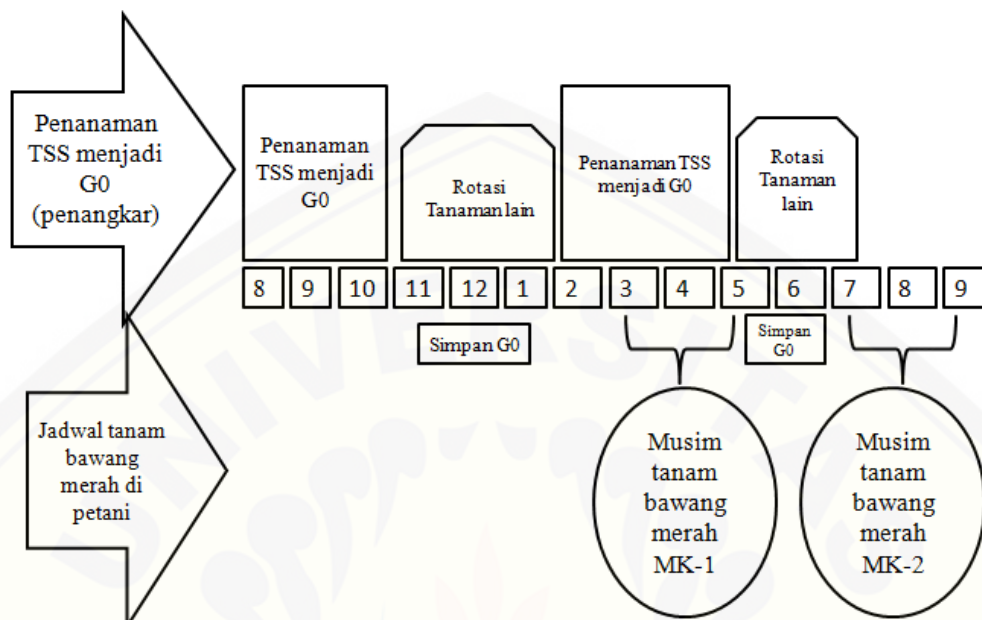 Penanaman
TSS menjadi
G0
(penangkar)
Penanaman
TSS menjadi
G0
Rotasi
Tanaman lain
Penanaman TSS
menjadi G0
Rotasi
Tanaman
lain
8 9 10 11 12 1 2 3 4 5 6 7 8 9
Simpan G0
Simpan
G0
Jadwal tanam
bawang
merah di
petani
Musim
tanam
bawang
merah
MK-1
Musim
tanam
bawang
merah
MK-2
UNIVERSITAS